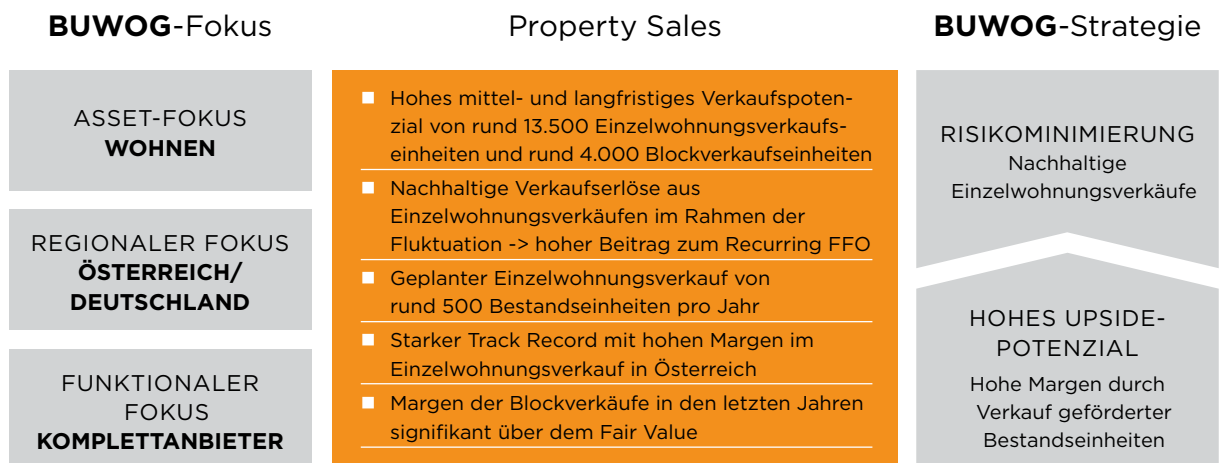 BUWOG-Fokus
ASSET-FOKUS
WOHNEN
REGIONALER FOKUS
ÖSTERREICH/
DEUTSCHLAND
FUNKTIONALER
FOKUS
KOMPLETTANBIETER
Property Sales
Hohes mittel- und langfristiges Verkaufspoten-
zial von rund 13.500 Einzelwohnungsverkaufs-
einheiten und rund 4.000 Blockverkaufseinheiten
Nachhaltige Verkaufserlöse aus
Einzelwohnungsverkäufen im Rahmen der
Fluktuation -> hoher Beitrag zum Recurring FFO
Geplanter Einzelwohnungsverkauf von
rund 500 Bestandseinheiten pro Jahr
Starker Track Record mit hohen Margen im
Einzelwohnungsverkauf in Österreich
Margen der Blockverkäufe in den letzten Jahren
signifikant über dem Fair Value
BUWOG-Strategie
RISIKOMINIMIERUNG
Nachhaltige
Einzelwohnungsverkäufe
HOHES UPSIDE-
POTENZIAL
Hohe Margen durch
Verkauf geförderter
Bestandseinheiten